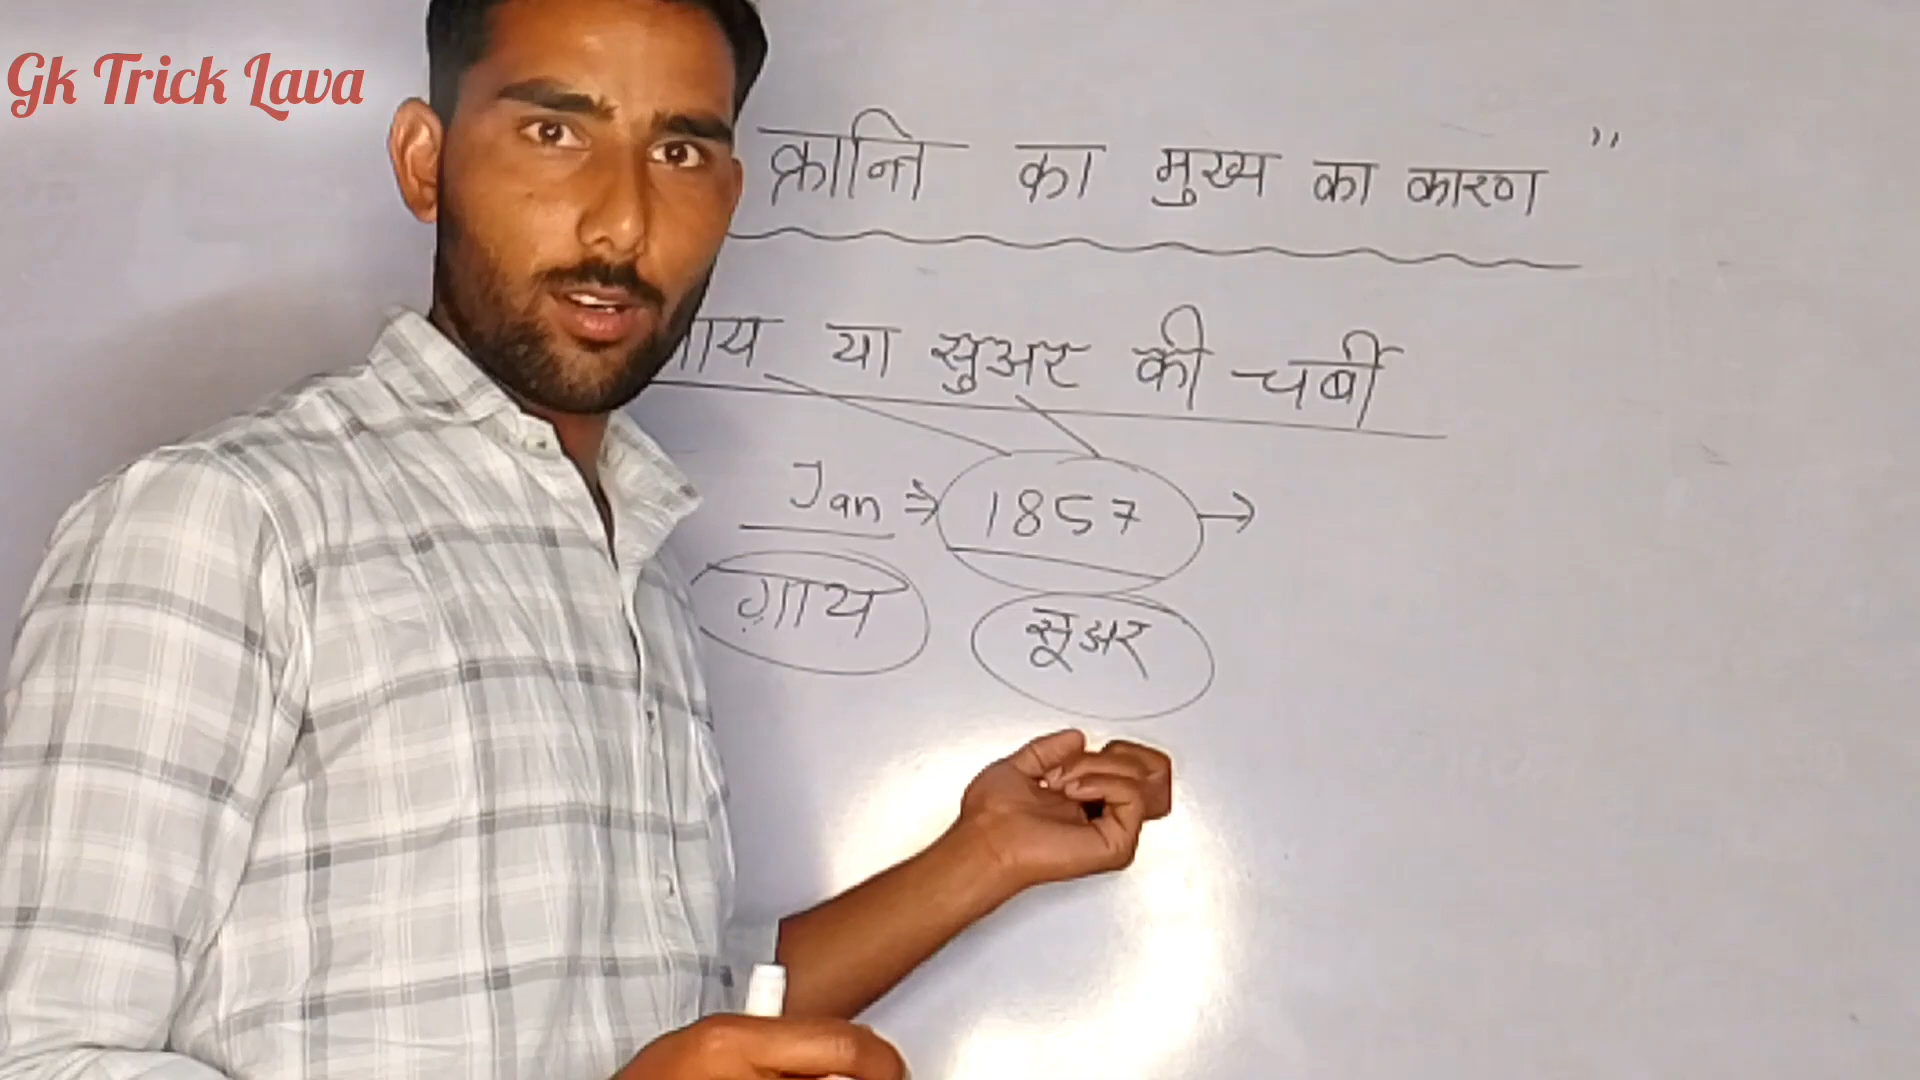 Gk Trick Lava
क्रान्ति का मुख्य का कारण "
गाय या सुअर की चर्बी
Jan ⇒ 1857 →
ग़ाय सूअर